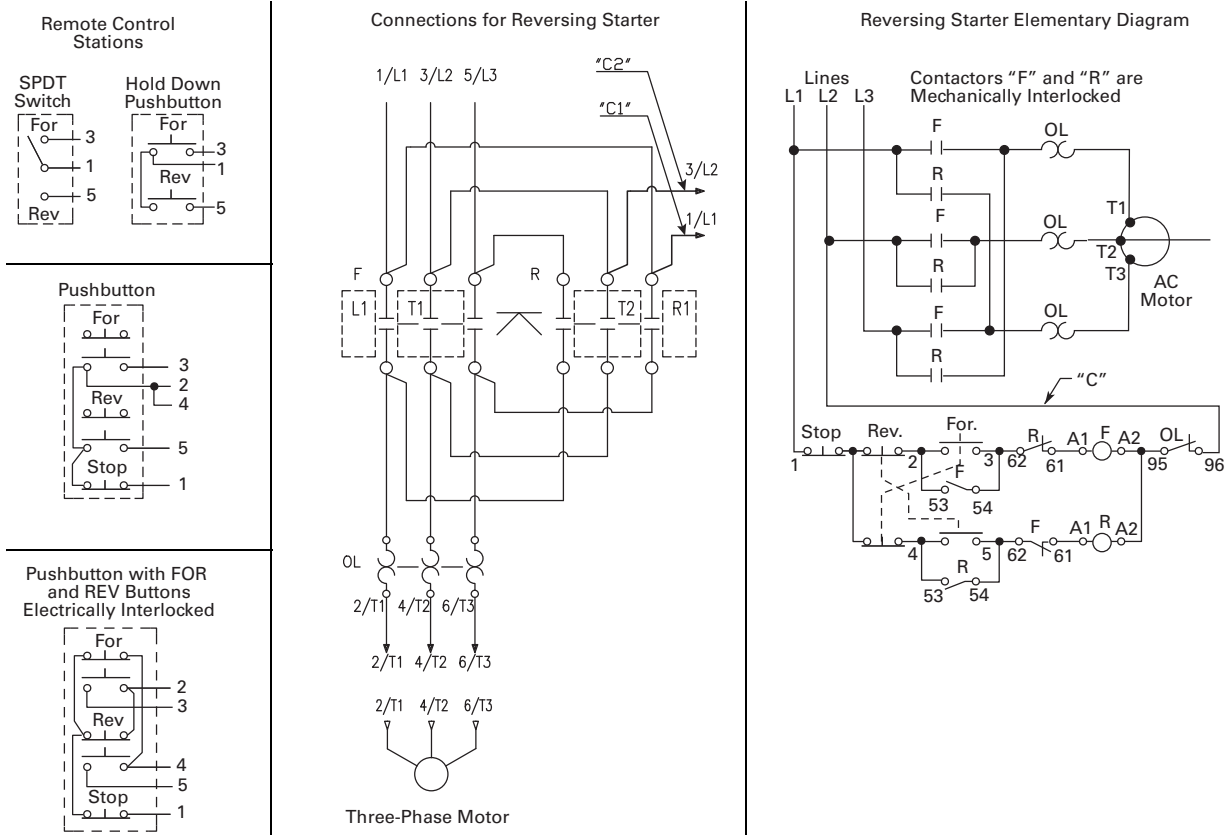 Remote Control
Stations
SPDT
Switch
For
3
1
5
Rev
Hold Down
Pushbutton
For
3
1
Rev
5
Pushbutton
For
3
2
Rev
4
5
Stop
1
Pushbutton with FOR
and REV Buttons
Electrically Interlocked
For
2
3
Rev
4
5
Stop
1
Connections for Reversing Starter
1/L1 3/L2 5/L3
"C2"
"C1"
3/L2
1/L1
F
R
L1
T1
T2
R1
OL
2/T1 4/T2 6/T3
2/T1 4/T2 6/T3
2/T1 4/T2 6/T3
Three-Phase Motor
Reversing Starter Elementary Diagram
Lines
L1 L2 L3
Contactors “F” and “R” are
Mechanically Interlocked
F
OL
R
T1
F
OL
R
T2
T3
AC
Motor
F
OL
R
“C”
Stop
Rev.
For.
R
A1
F
A2
OL
1
2
3
62
61
95
96
F
53
54
F
A1
R
A2
4
5
62
61
R
53
54